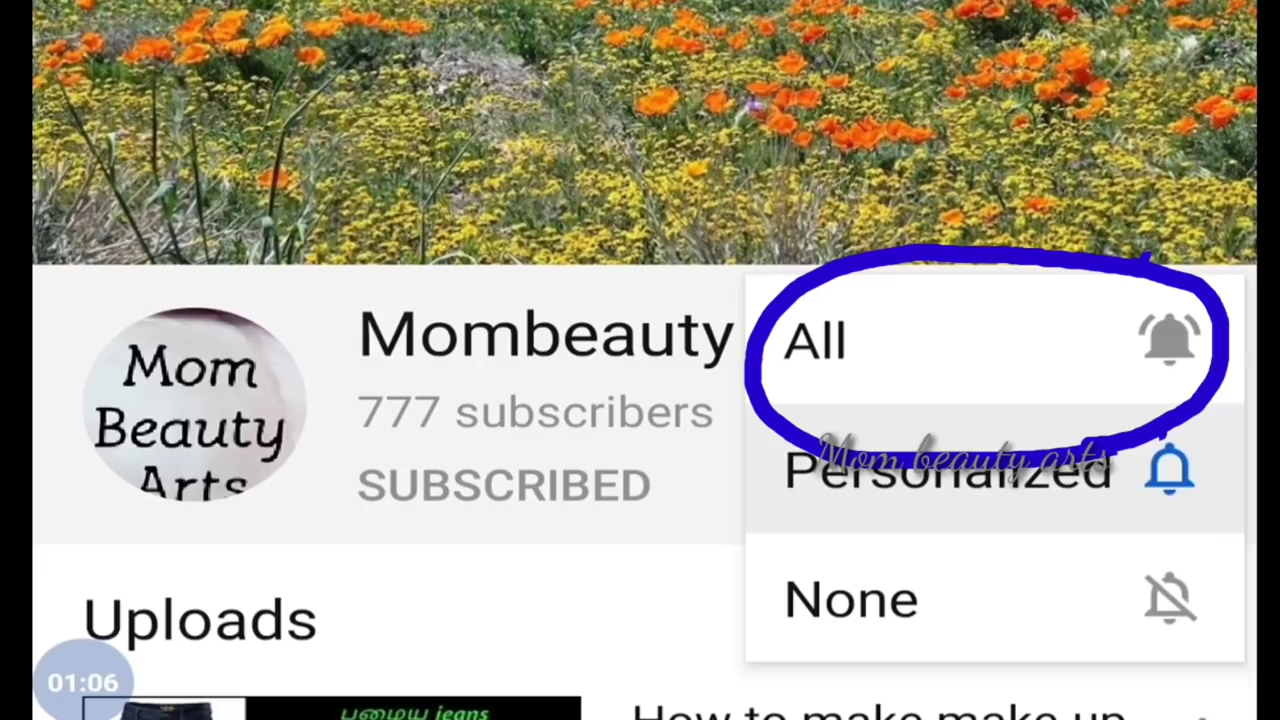 Mom
Beauty
Arts
Mombeauty
777 subscribers
SUBSCRIBED
All
Personalized
None
Mom beauty arts
Uploads
01:06
பழைய jeans
How to make make up